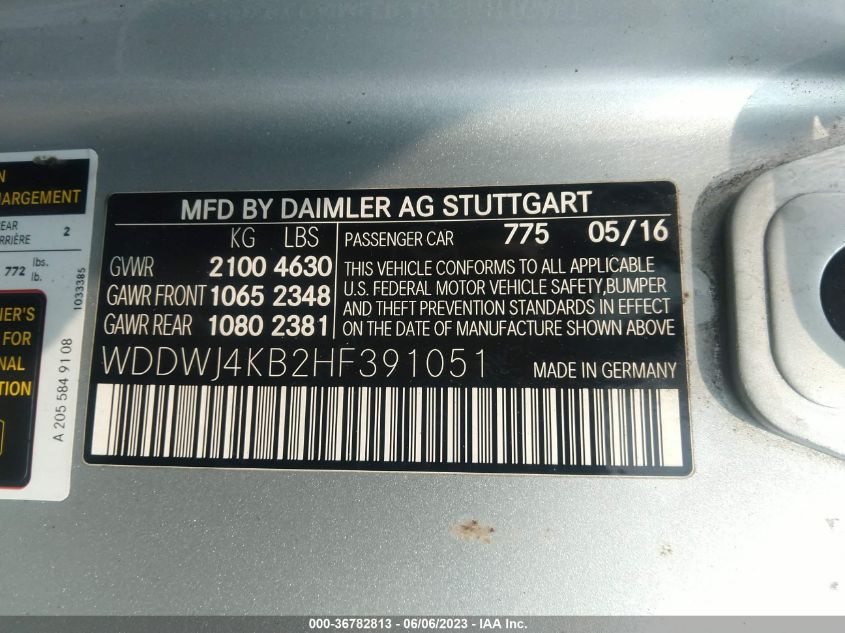 N
HARGEMENT
EAR
RRIÈRE 2
772 lbs.
lb.
1033385
NER'S
FOR
NAL
ION
A 205 584 91 08
MFD BY DAIMLER AG STUTTGART
KG LBS
GVWR 2100 4630
GAWR FRONT 1065 2348
GAWR REAR 1080 2381
PASSENGER CAR 775 05/16
THIS VEHICLE CONFORMS TO ALL APPLICABLE
U.S. FEDERAL MOTOR VEHICLE SAFETY,BUMPER
AND THEFT PREVENTION STANDARDS IN EFFECT
ON THE DATE OF MANUFACTURE SHOWN ABOVE
WDDWJ4KB2HF391051 MADE IN GERMANY
000-36782813 - 06/06/2023 - IAA Inc.